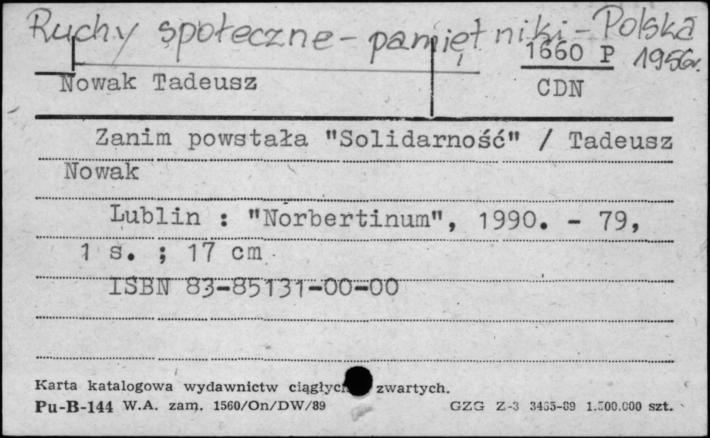 Ruchy społeczne - pamiętniki - Polska
1660 P 1956r.
Nowak Tadeusz CDN
Zanim powstała "Solidarność" / Tadeusz
Nowak
Lublin : "Norbertinum", 1990. - 79,
1 s. ; 17 cm
ISBN 83-85131-00-00
Karta katalogowa wydawnictw ciągłych zwartych.
Pu-B-144 W.A. zam. 1560/On/DW/89 GZG Z-3 3435-89 1.500.000 szt.